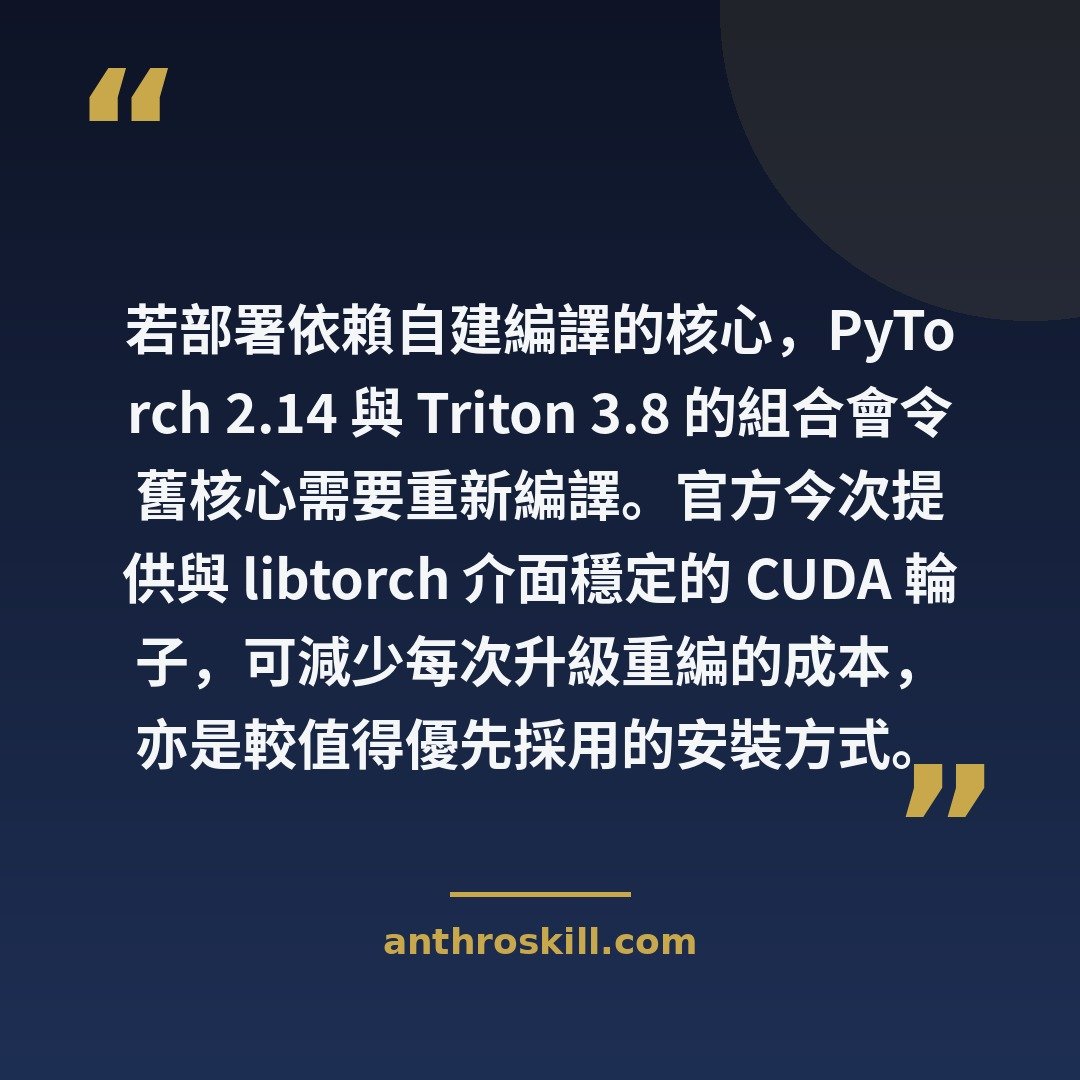 “
若部署依賴自建編譯的核心，PyTo
rch 2.14 與 Triton 3.8 的組合會令
舊核心需要重新編譯。官方今次提
供與 libtorch 介面穩定的 CUDA 輪
子，可減少每次升級重編的成本，
亦是較值得優先採用的安裝方式。
”
anthroskill.com